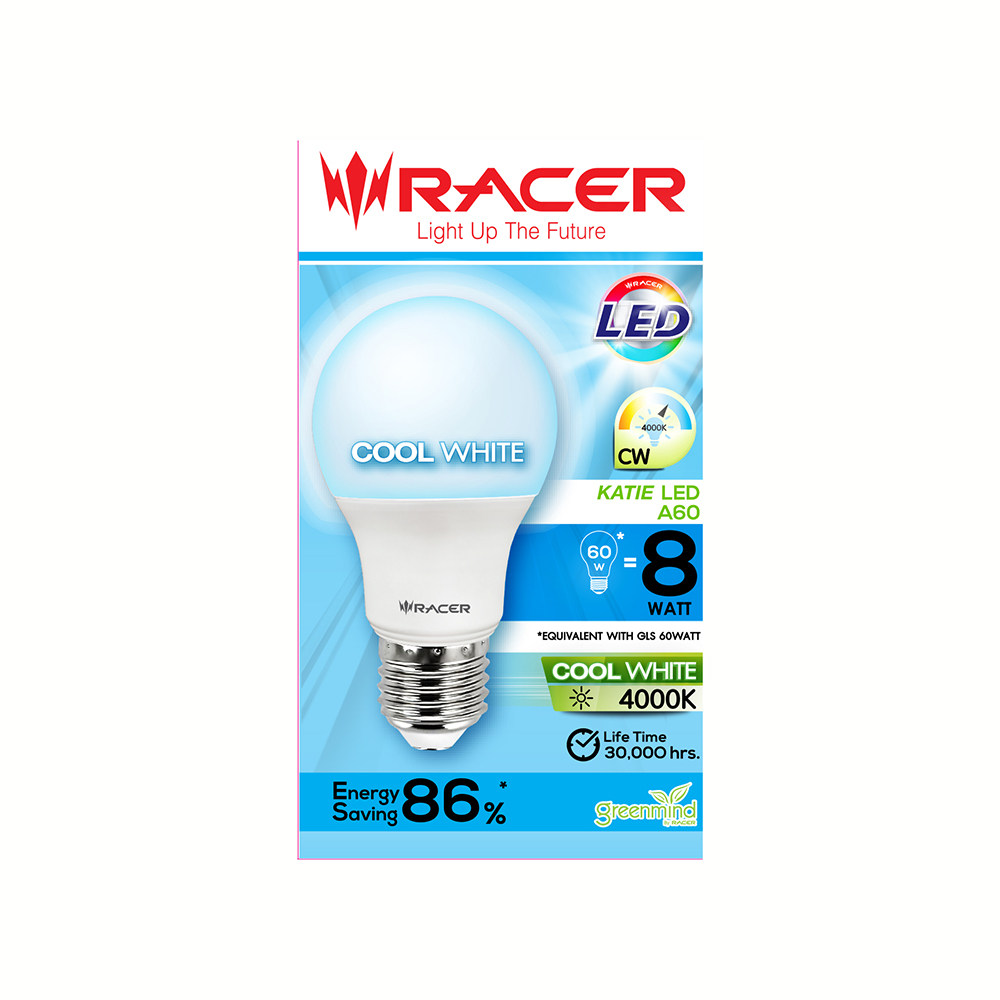 RACER
Light Up The Future
RACER
LED
4000K
CW
COOL WHITE
KATIE LED
A60
60
W
* = 8
WATT
RACER
*EQUIVALENT WITH GLS 60WATT
COOL WHITE
4000K
Life Time
30,000 hrs.
Energy
Saving 86%*
greenmind
by RACER